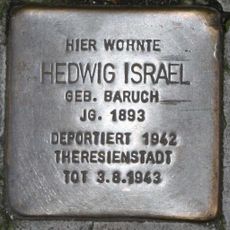 HIER WOHNTE
HEDWIG ISRAEL
GEB. BARUCH
JG. 1893
DEPORTIERT 1942
THERESIENSTADT
TOT 3.8.1943